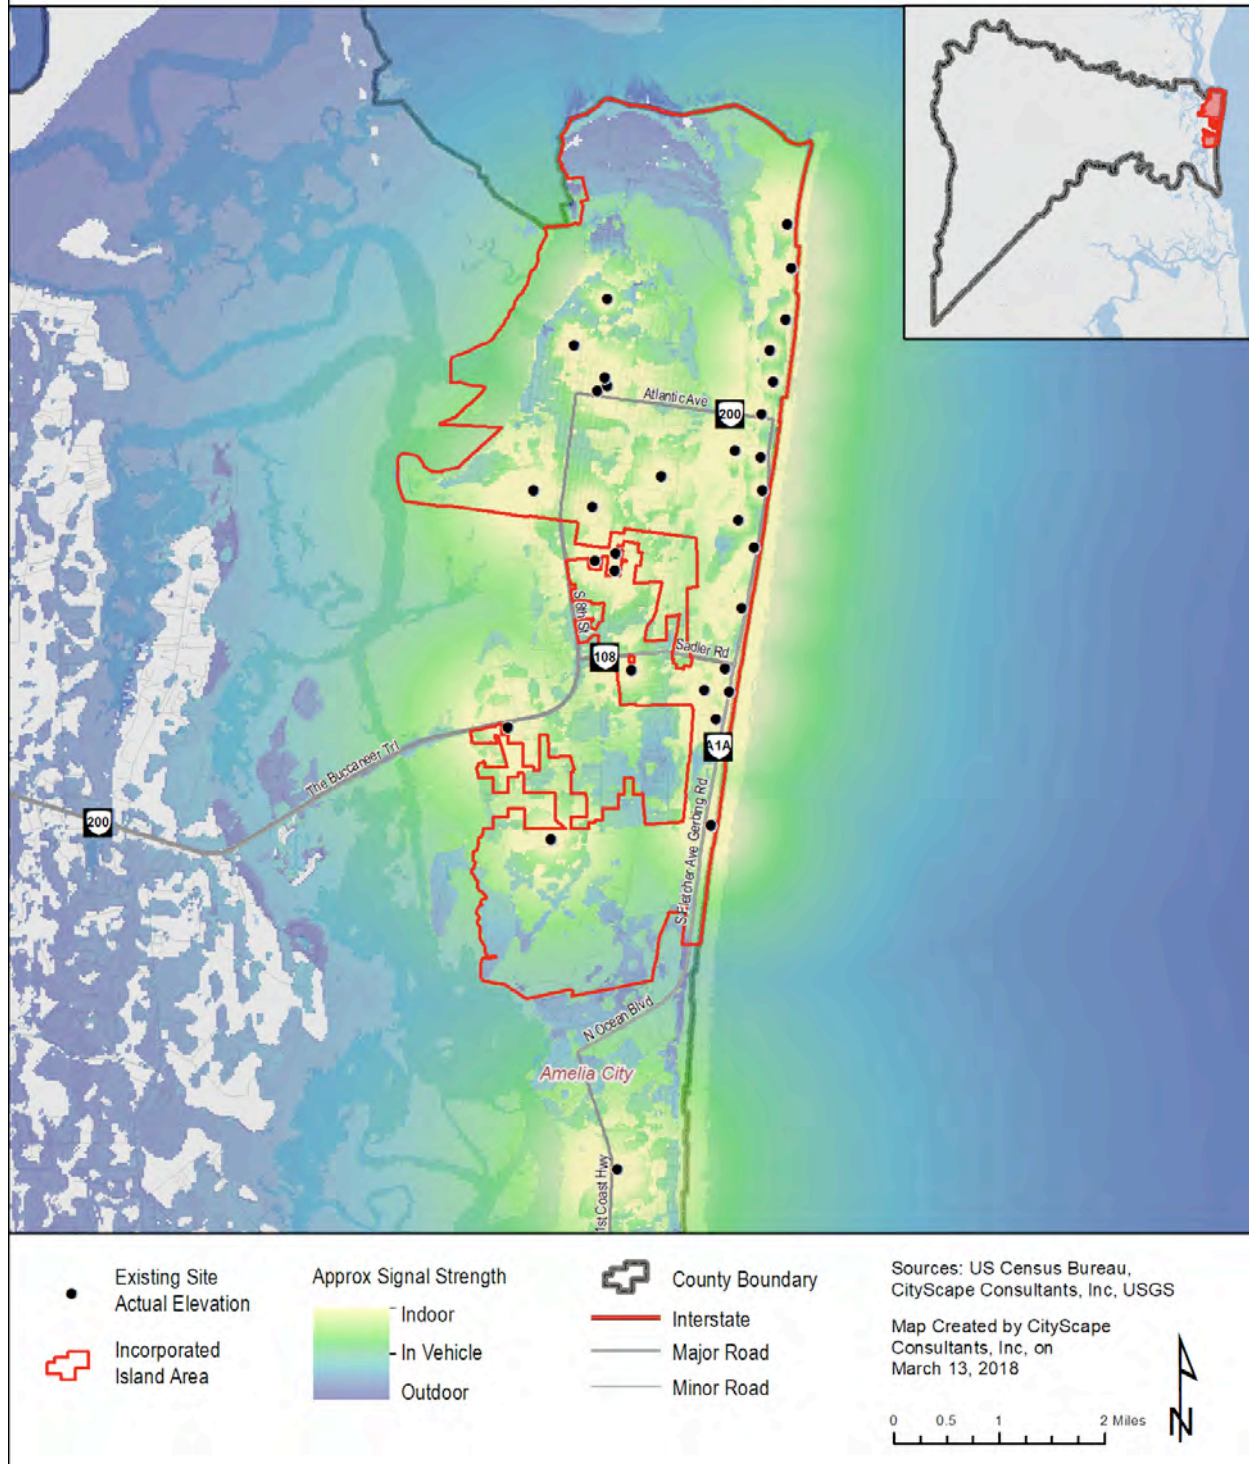 Atlantic Ave
200
S 8th St
108
Sadler Rd
A1A
The Buccaneer Trl
200
S Fletcher Ave Gerbing Rd
N Ocean Blvd
Amelia City
1st Coast Hwy
Existing Site
Actual Elevation
Incorporated
Island Area
Approx Signal Strength
Indoor
In Vehicle
Outdoor
County Boundary
Interstate
Major Road
Minor Road
Sources: US Census Bureau,
CityScape Consultants, Inc, USGS
Map Created by CityScape
Consultants, Inc, on
March 13, 2018
0 0.5 1 2 Miles
N